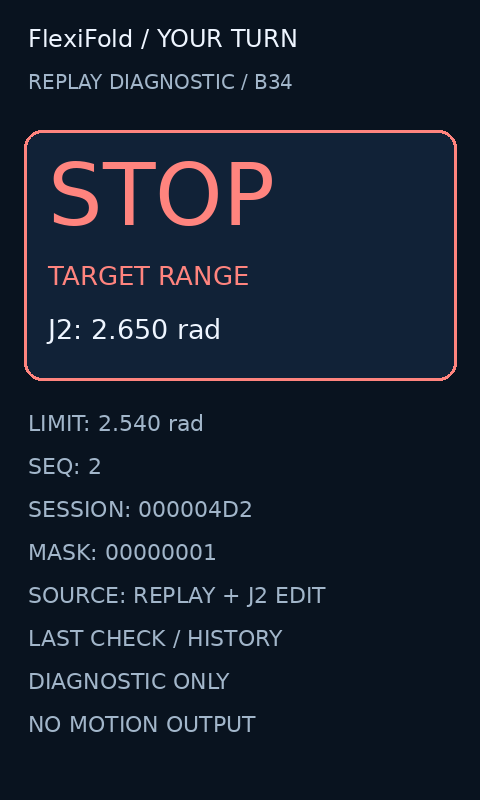 FlexiFold / YOUR TURN
REPLAY DIAGNOSTIC / B34
STOP
TARGET RANGE
J2: 2.650 rad
LIMIT: 2.540 rad
SEQ: 2
SESSION: 000004D2
MASK: 00000001
SOURCE: REPLAY + J2 EDIT
LAST CHECK / HISTORY
DIAGNOSTIC ONLY
NO MOTION OUTPUT